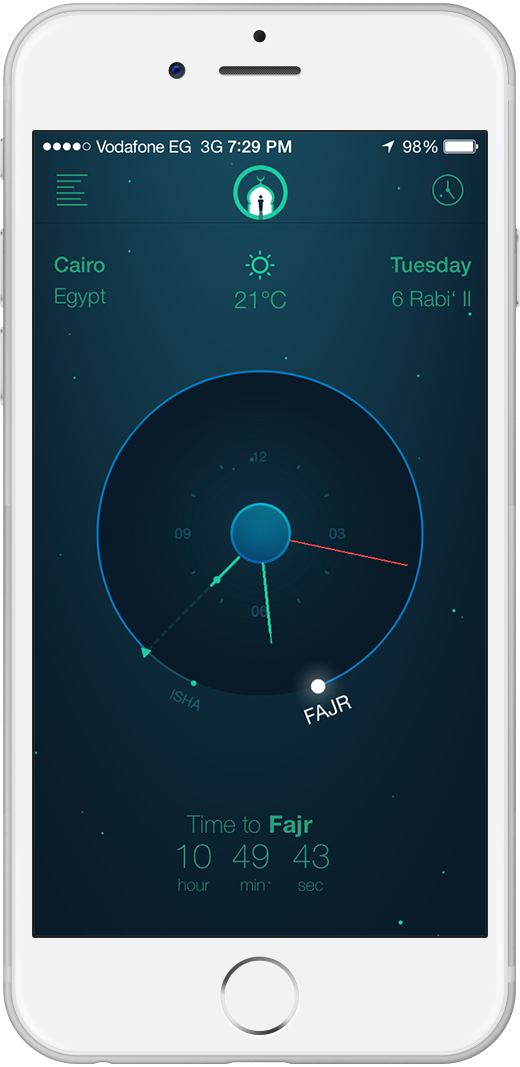 Vodafone EG 3G 7:29 PM 98%
Cairo
Egypt
21°C
Tuesday
6 Rabi‘ II
12
09
03
06
ISHA
FAJR
Time to Fajr
10 49 43
hour min sec